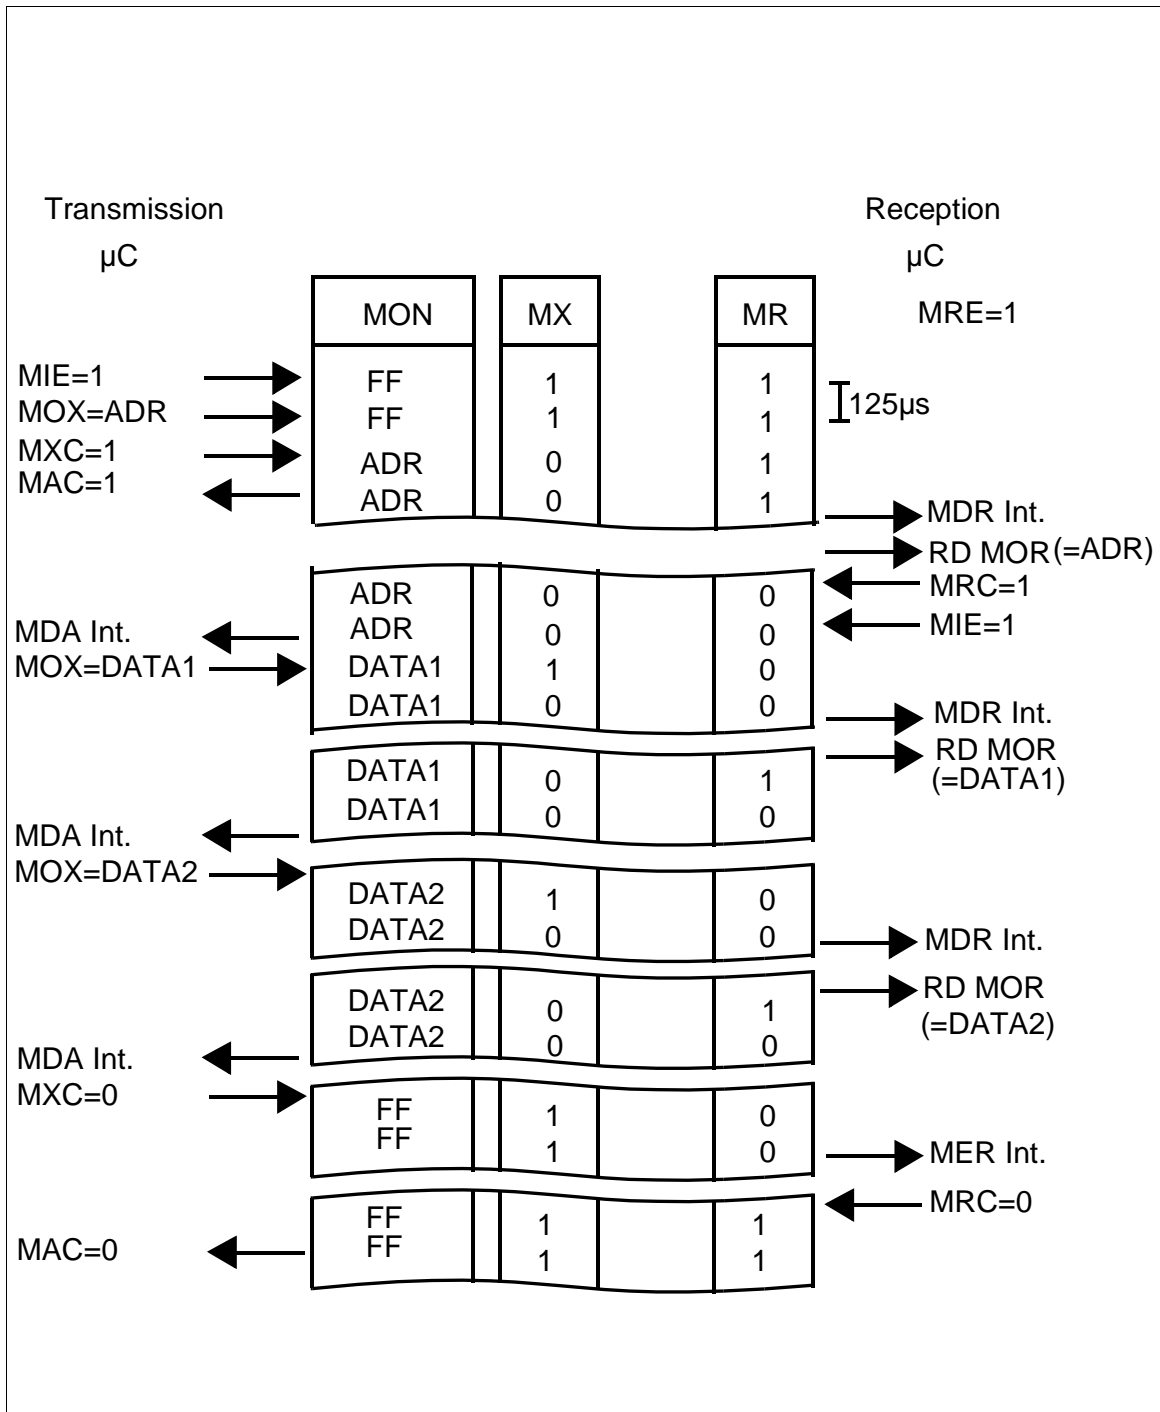 Transmission Reception
µC µC
MON MX MR MRE=1
MIE=1 FF 1 1
125µs
MOX=ADR FF 1 1
MXC=1 ADR 0 1
MAC=1 ADR 0 1
MDR Int.
RD MOR (=ADR)
ADR 0 0 MRC=1
MDA Int. ADR 0 0 MIE=1
MOX=DATA1 DATA1 1 0
DATA1 0 0 MDR Int.
DATA1 0 1 RD MOR
(=DATA1)
DATA1 0 0
MDA Int.
MOX=DATA2
DATA2 1 0
DATA2 0 0 MDR Int.
DATA2 0 1 RD MOR
(=DATA2)
DATA2 0 0
MDA Int.
MXC=0
FF 1 0
FF 1 0 MER Int.
MRC=0
FF 1 1
MAC=0 FF 1 1